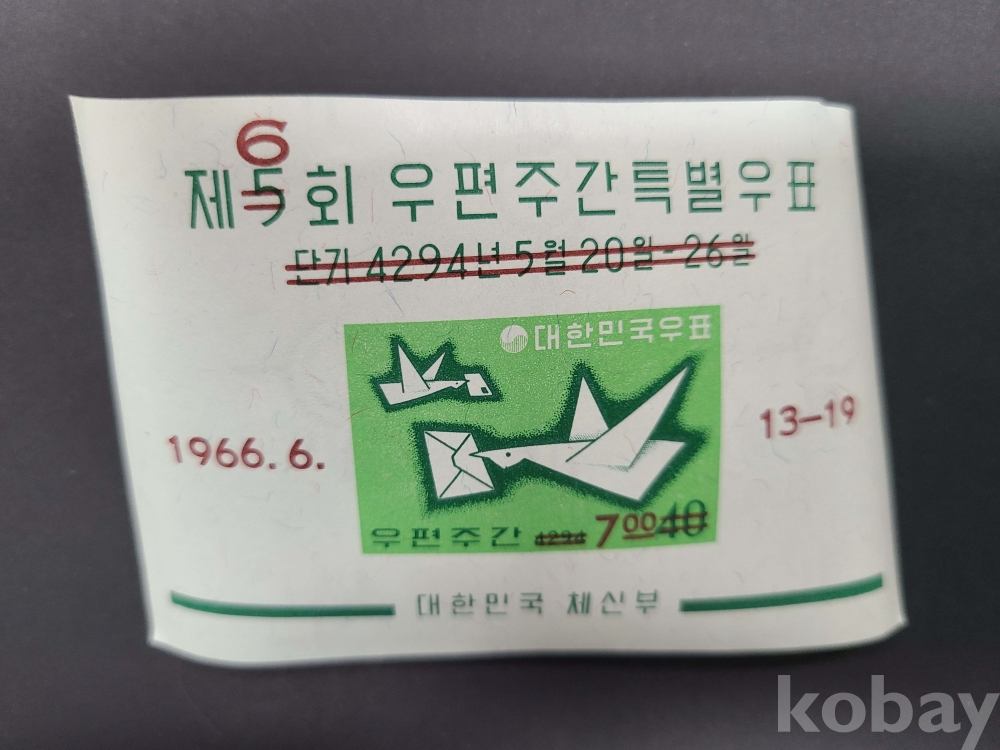 6
제5회 우편주간특별우표
단기 4294년 5월 20일-26일
대한민국우표
1966. 6. 13-19
우편주간 4294 7 00 40
대한민국 체신부
kobay